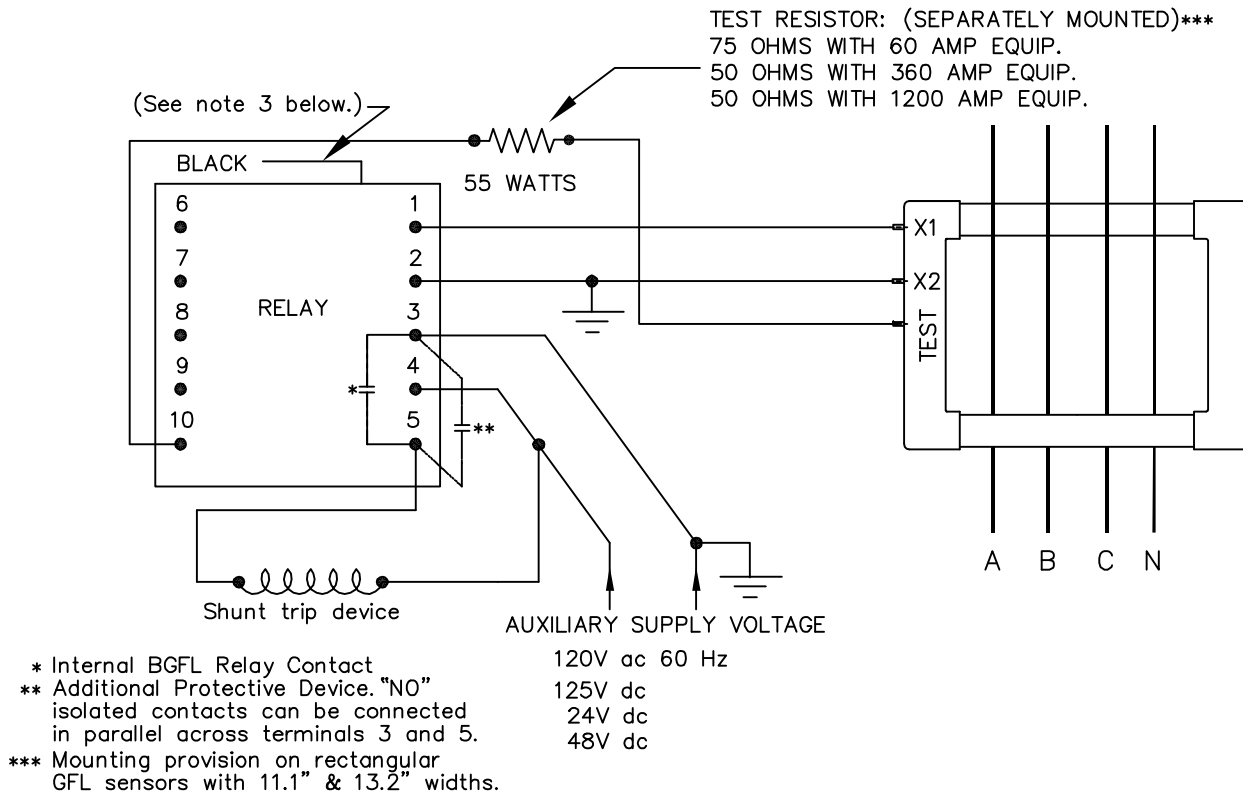 TEST RESISTOR: (SEPARATELY MOUNTED)***
75 OHMS WITH 60 AMP EQUIP.
50 OHMS WITH 360 AMP EQUIP.
50 OHMS WITH 1200 AMP EQUIP.
(See note 3 below.)
BLACK
55 WATTS
6
1
X1
7
2
X2
RELAY
8
3
TEST
9
4
*
10
5
**
A B C N
Shunt trip device
AUXILIARY SUPPLY VOLTAGE
120V ac 60 Hz
125V dc
24V dc
48V dc
* Internal BGFL Relay Contact
** Additional Protective Device. "NO"
isolated contacts can be connected
in parallel across terminals 3 and 5.
*** Mounting provision on rectangular
GFL sensors with 11.1" & 13.2" widths.